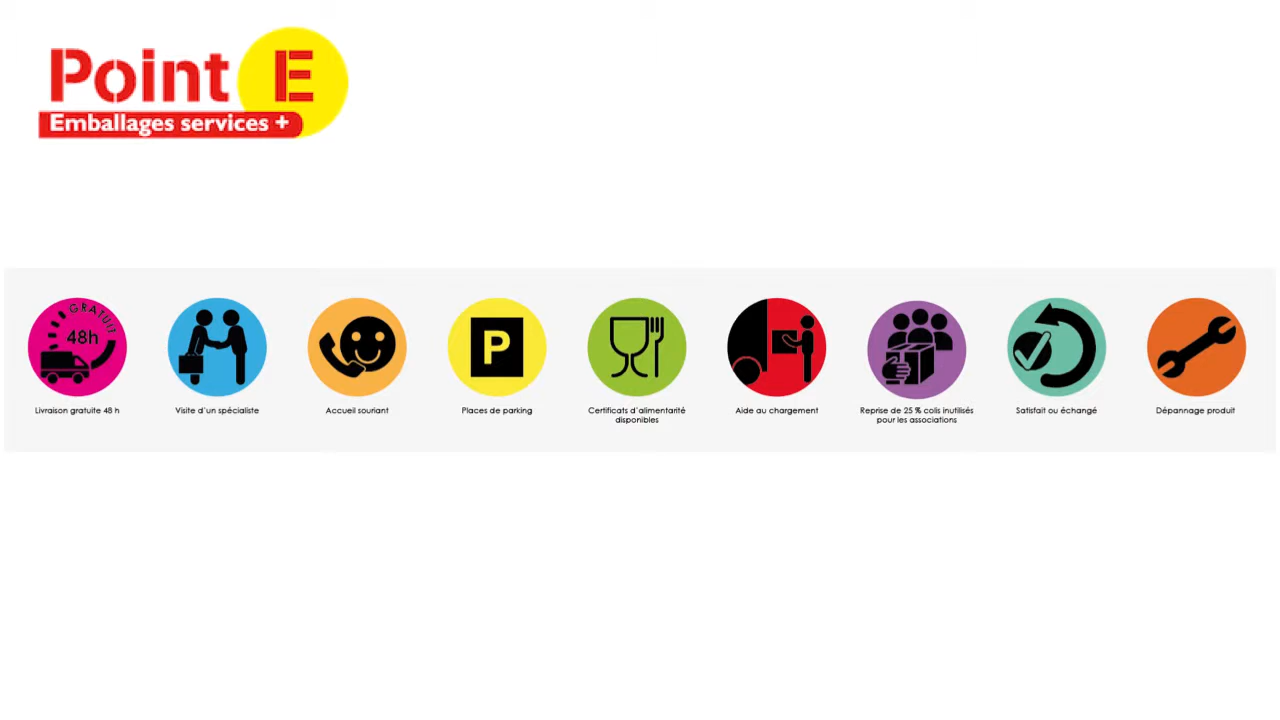 Point E
Emballages services +
GRATUIT
48h
P
Livraison gratuite 48 h
Visite d'un spécialiste
Accueil souriant
Places de parking
Certificats d'alimentarité
disponibles
Aide au chargement
Reprise de 25 % colis inutilisés
pour les associations
Satisfait ou échangé
Dépannage produit